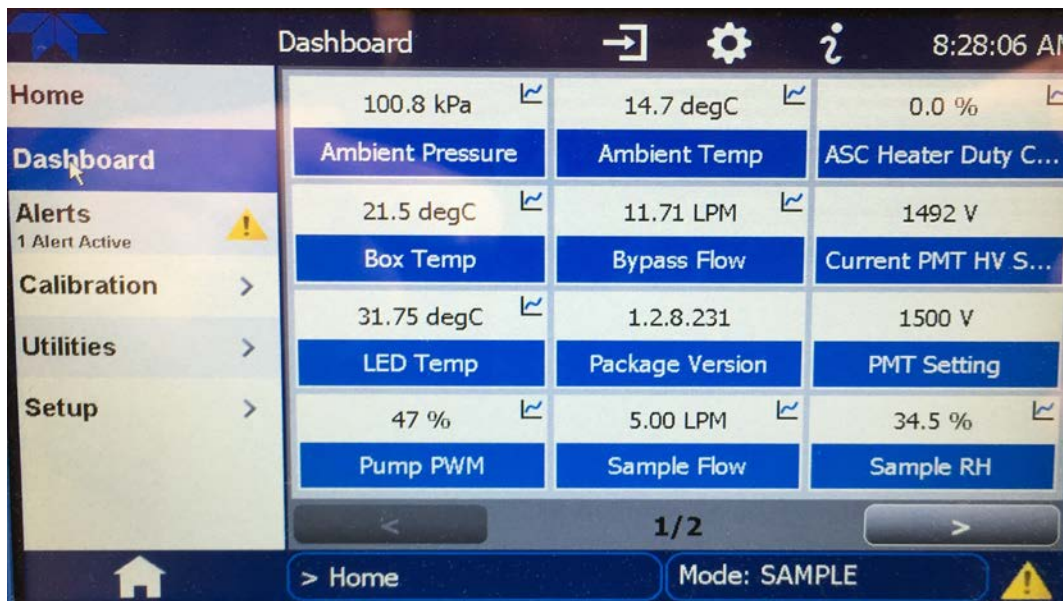 Dashboard
8:28:06 AM
Home
Dashboard
Alerts
1 Alert Active
Calibration
Utilities
Setup
100.8 kPa
Ambient Pressure
14.7 degC
Ambient Temp
0.0 %
ASC Heater Duty C...
21.5 degC
Box Temp
11.71 LPM
Bypass Flow
1492 V
Current PMT HV S...
31.75 degC
LED Temp
1.2.8.231
Package Version
1500 V
PMT Setting
47 %
Pump PWM
5.00 LPM
Sample Flow
34.5 %
Sample RH
<
1/2
>
> Home
Mode: SAMPLE